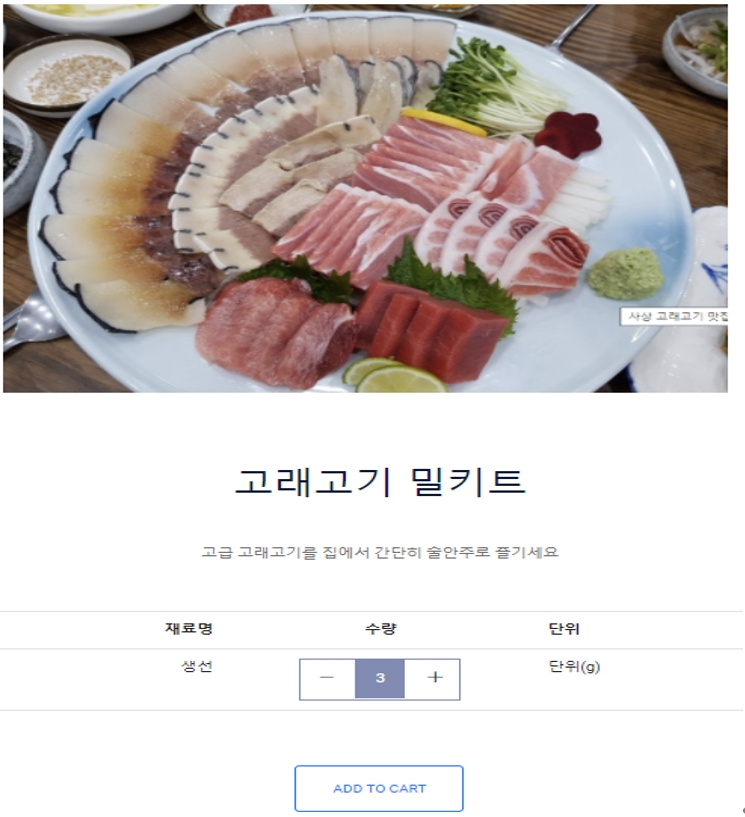 사상 고래고기 맛집
고래고기 밀키트
고급 고래고기를 집에서 간단히 술안주로 즐기세요
재료명 수량 단위
생선 − 3 + 단위(g)
ADD TO CART